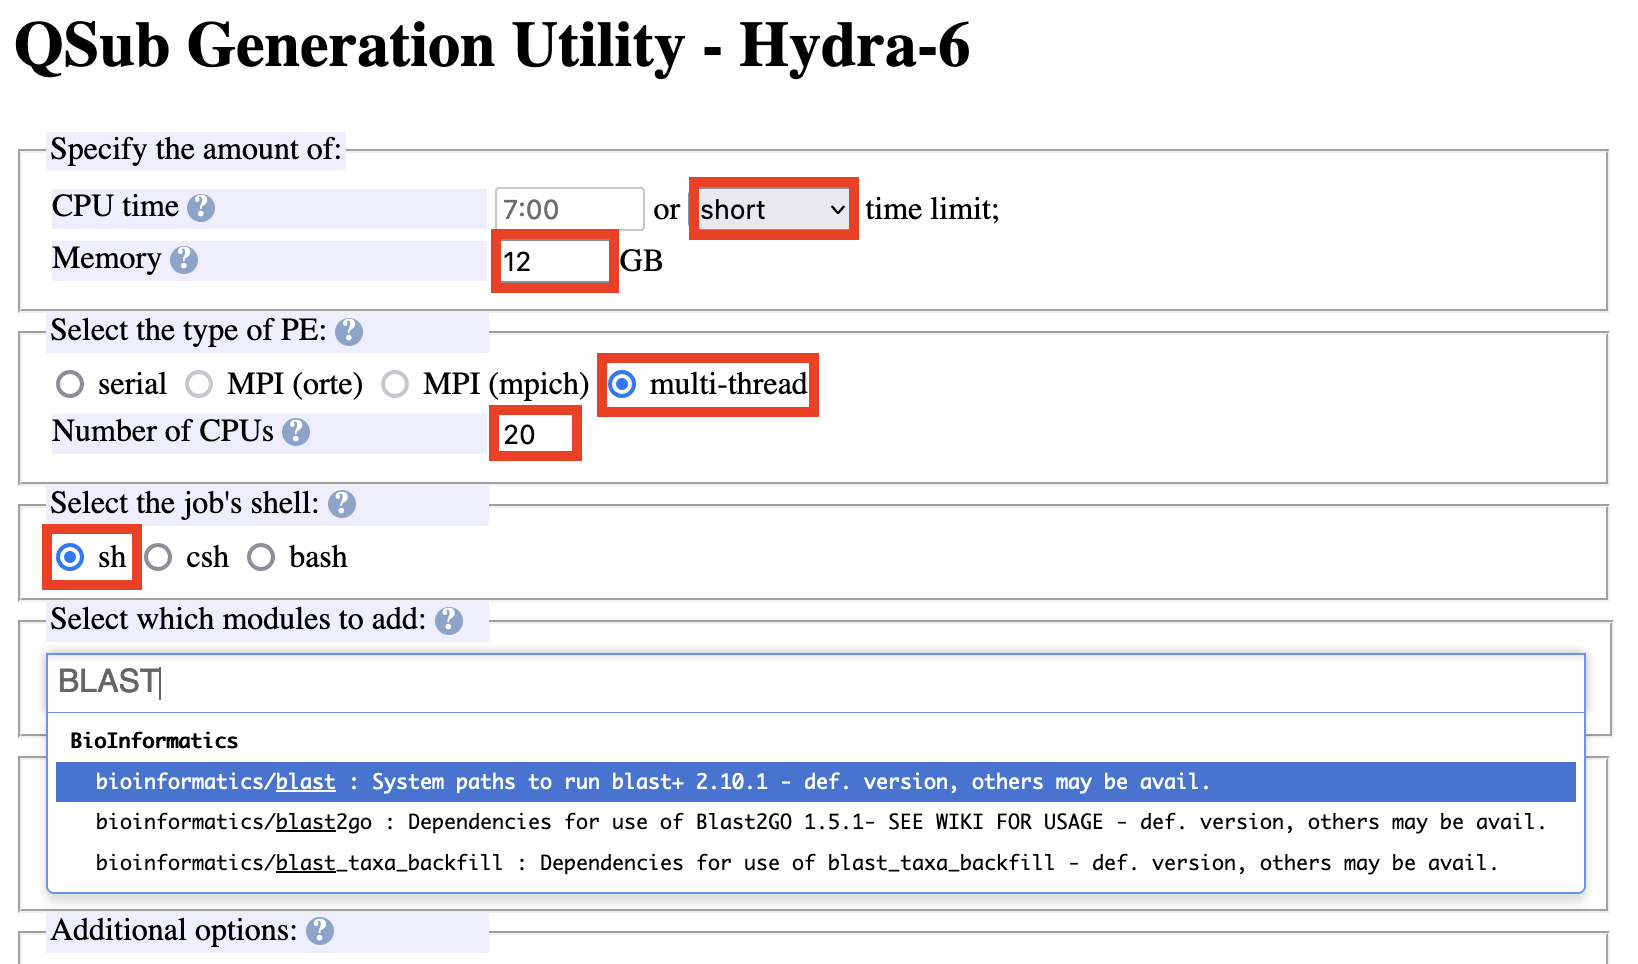 QSub Generation Utility - Hydra-6
Specify the amount of:
CPU time ? 7:00 or short time limit;
Memory ? 12 GB
Select the type of PE: ?
serial MPI (orte) MPI (mpich) multi-thread
Number of CPUs ? 20
Select the job's shell: ?
sh csh bash
Select which modules to add: ?
BLAST
BioInformatics
bioinformatics/blast : System paths to run blast+ 2.10.1 - def. version, others may be avail.
bioinformatics/blast2go : Dependencies for use of Blast2GO 1.5.1- SEE WIKI FOR USAGE - def. version, others may be avail.
bioinformatics/blast_taxa_backfill : Dependencies for use of blast_taxa_backfill - def. version, others may be avail.
Additional options: ?